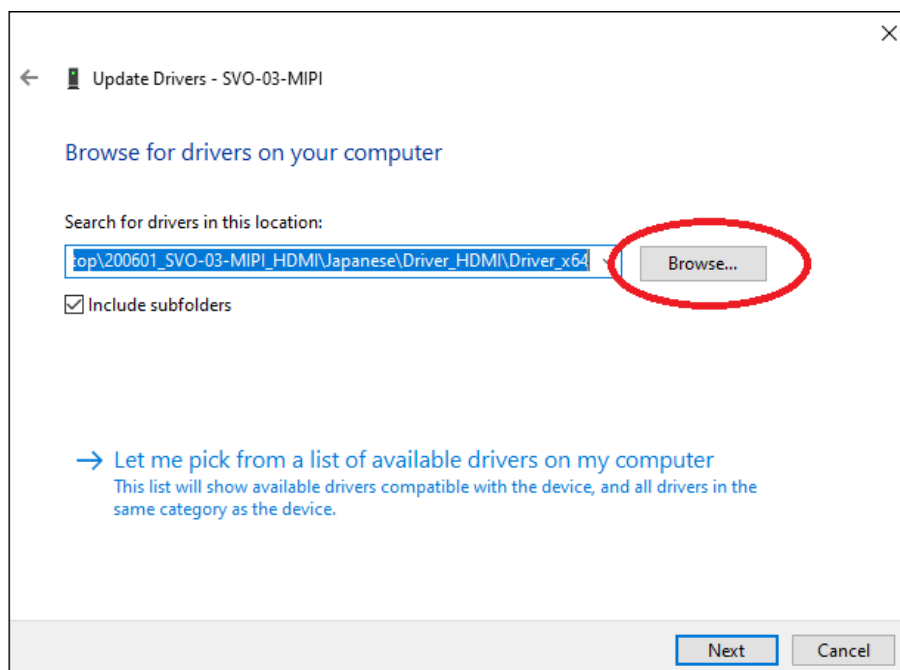 Update Drivers - SVO-03-MIPI
Browse for drivers on your computer
Search for drivers in this location:
top\200601_SVO-03-MIPI_HDMI\Japanese\Driver_HDMI\Driver_x64
Browse...
Include subfolders
Let me pick from a list of available drivers on my computer
This list will show available drivers compatible with the device, and all drivers in the
same category as the device.
Next
Cancel